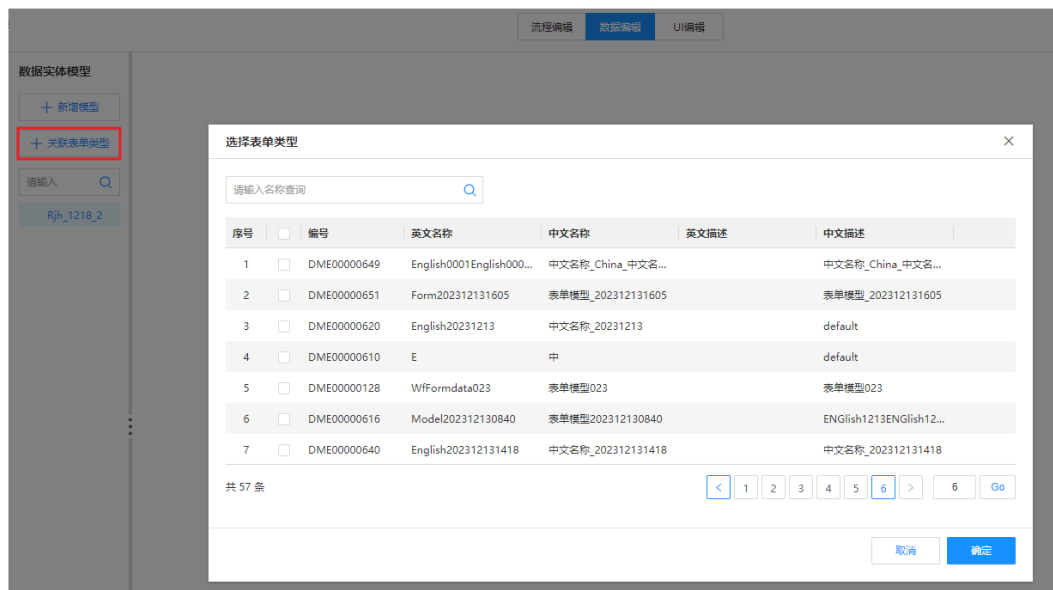 流程编辑 数据编辑 UI编辑
数据实体模型
新增模型
关联表单类型
请输入
Rjh_1218_2
选择表单类型
请输入名称查询
序号 编号 英文名称 中文名称 英文描述 中文描述
1 DME00000649 English0001English000... 中文名称_China_中文名... 中文名称_China_中文名...
2 DME00000651 Form202312131605 表单模型_202312131605 表单模型_202312131605
3 DME00000620 English20231213 中文名称_20231213 default
4 DME00000610 E 中 default
5 DME00000128 WfFormdata023 表单模型023 表单模型023
6 DME00000616 Model202312130840 表单模型202312130840 ENGlish1213ENGlish12...
7 DME00000640 English202312131418 中文名称_202312131418 中文名称_202312131418
共 57 条 < 1 2 3 4 5 6 > 6 Go
取消 确定